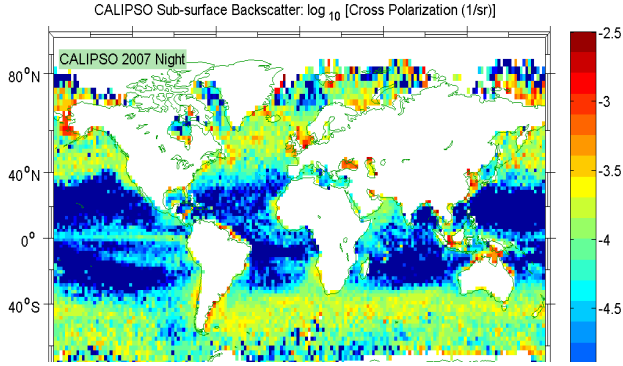 CALIPSO Sub-surface Backscatter: log 10 [Cross Polarization (1/sr)]
CALIPSO 2007 Night
80°N
40°N
0°
40°S
-2.5
-3
-3.5
-4
-4.5